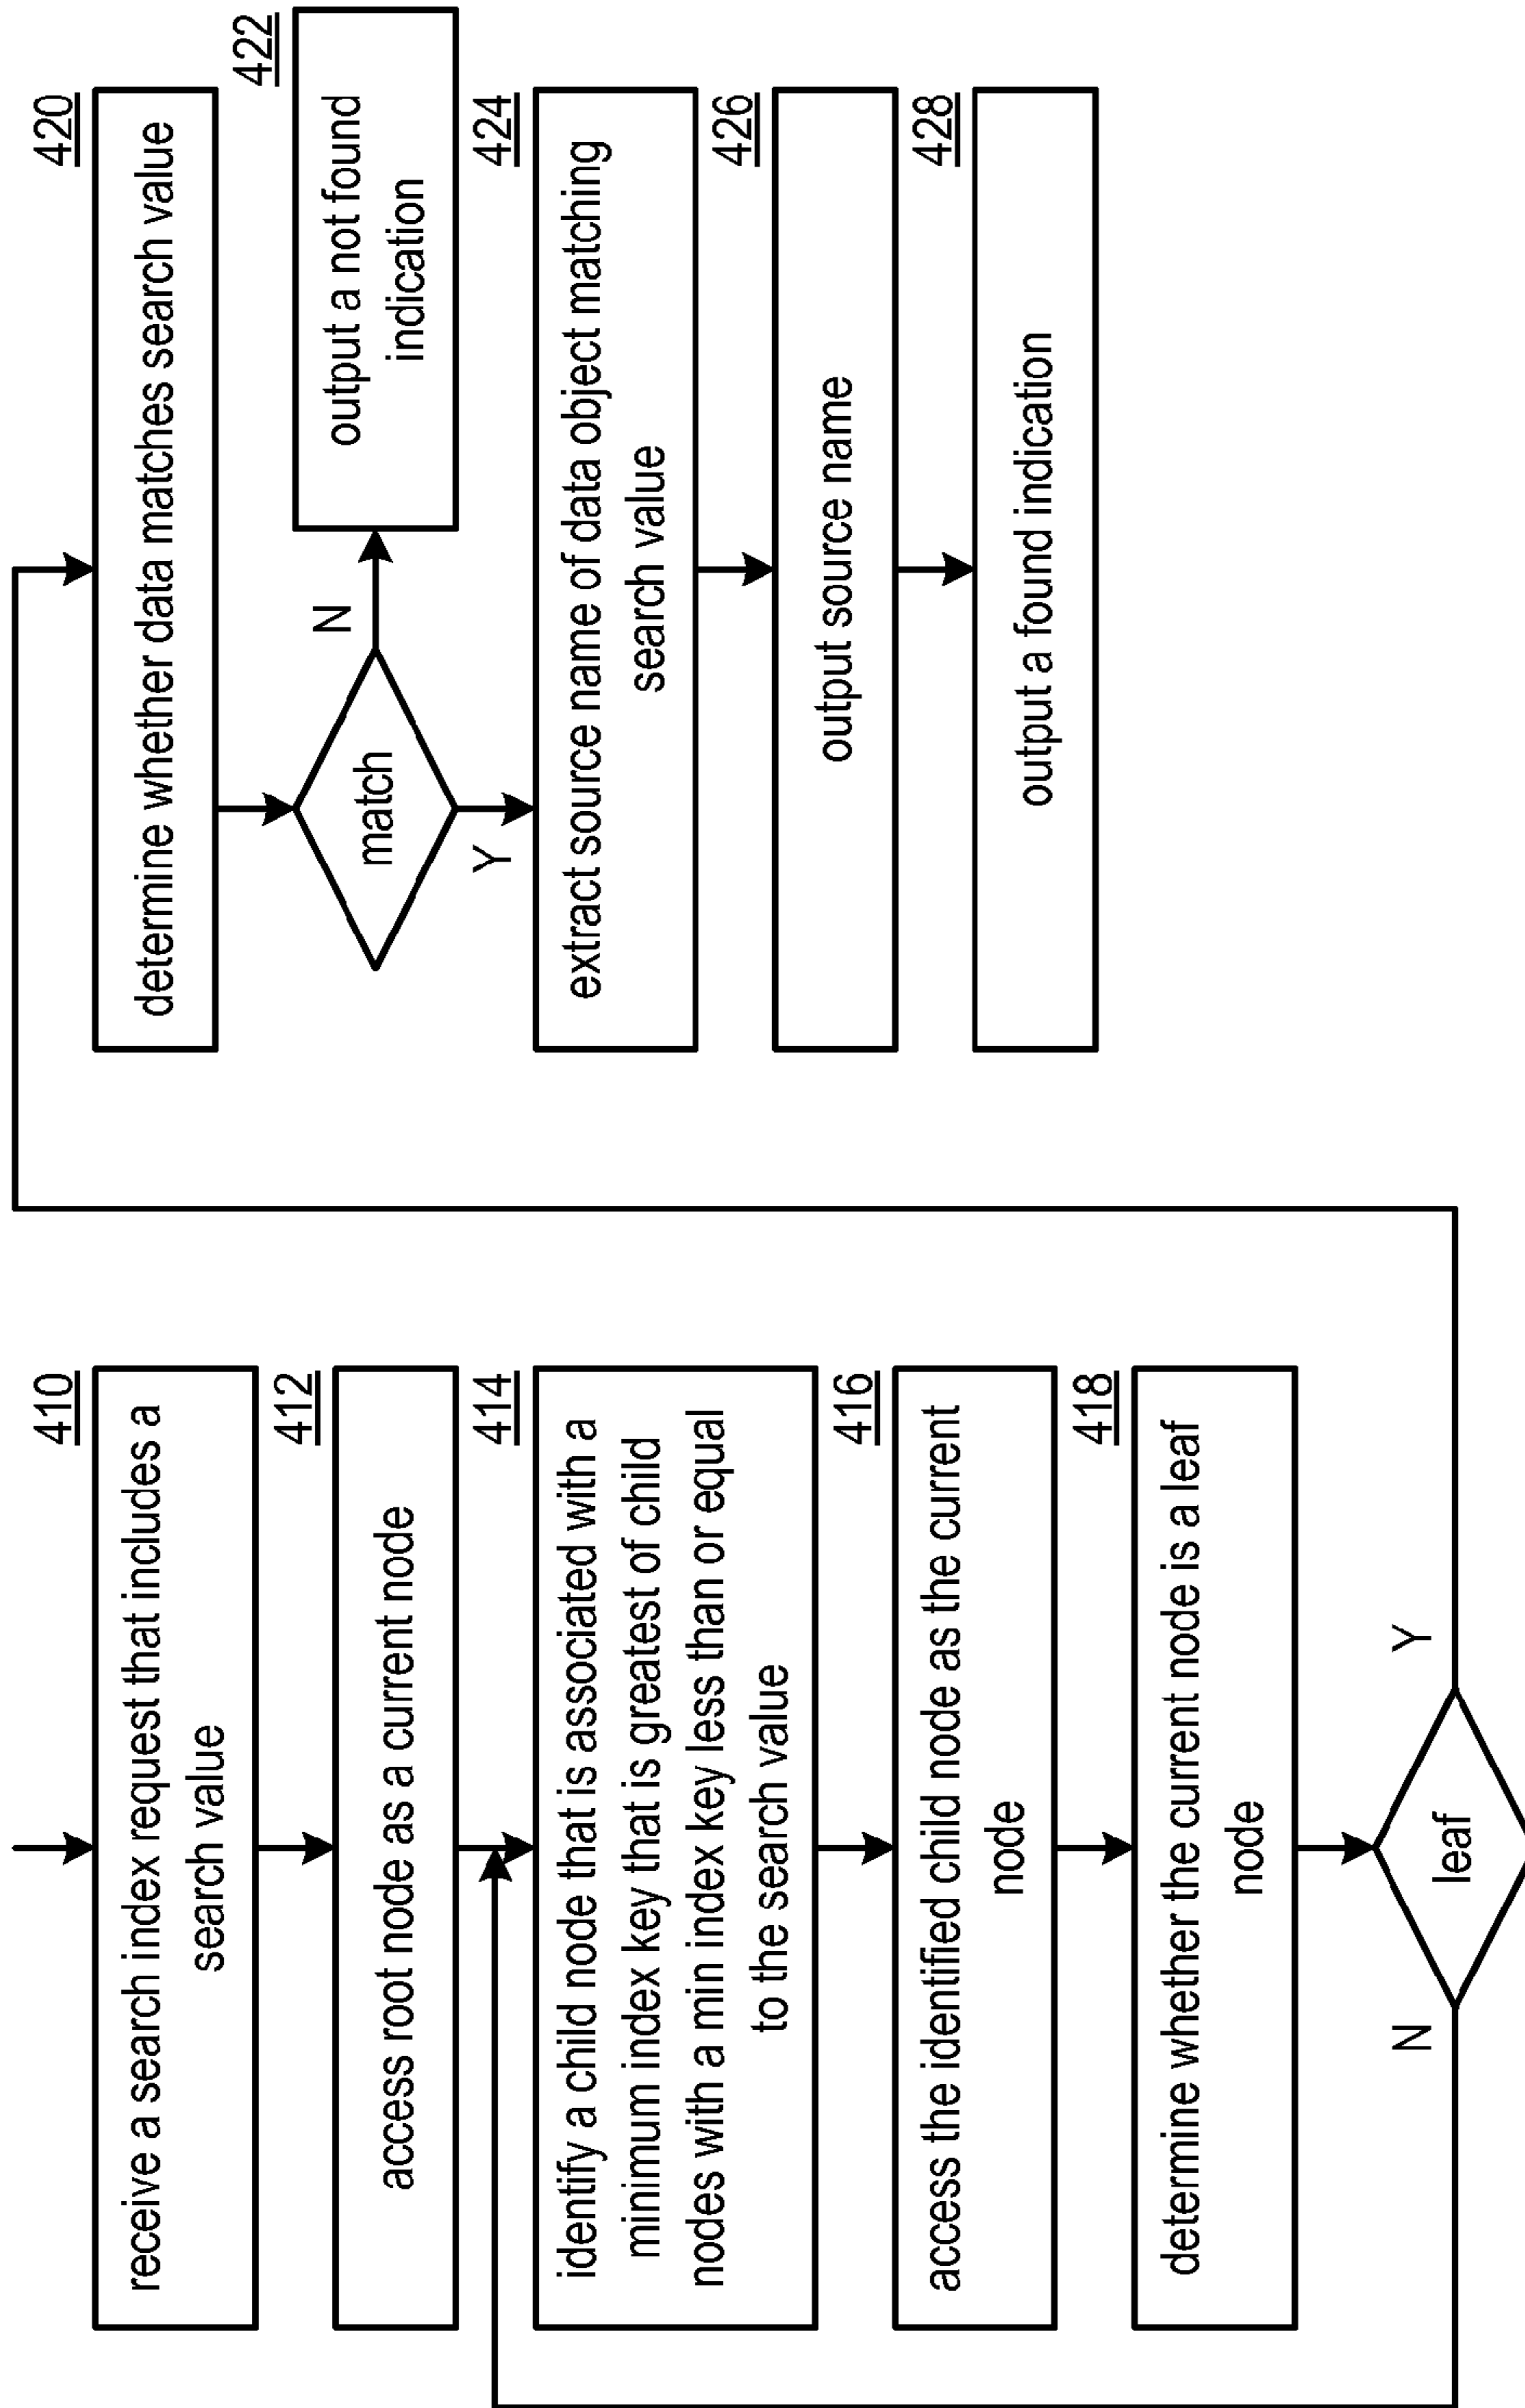 410
receive a search index request that includes a
search value
412
access root node as a current node
414
identify a child node that is associated with a
minimum index key that is greatest of child
nodes with a min index key less than or equal
to the search value
416
access the identified child node as the current
node
418
determine whether the current node is a leaf
node
leaf
N
Y
420
determine whether data matches search value
match
N
Y
422
output a not found
indication
424
extract source name of data object matching
search value
426
output source name
428
output a found indication